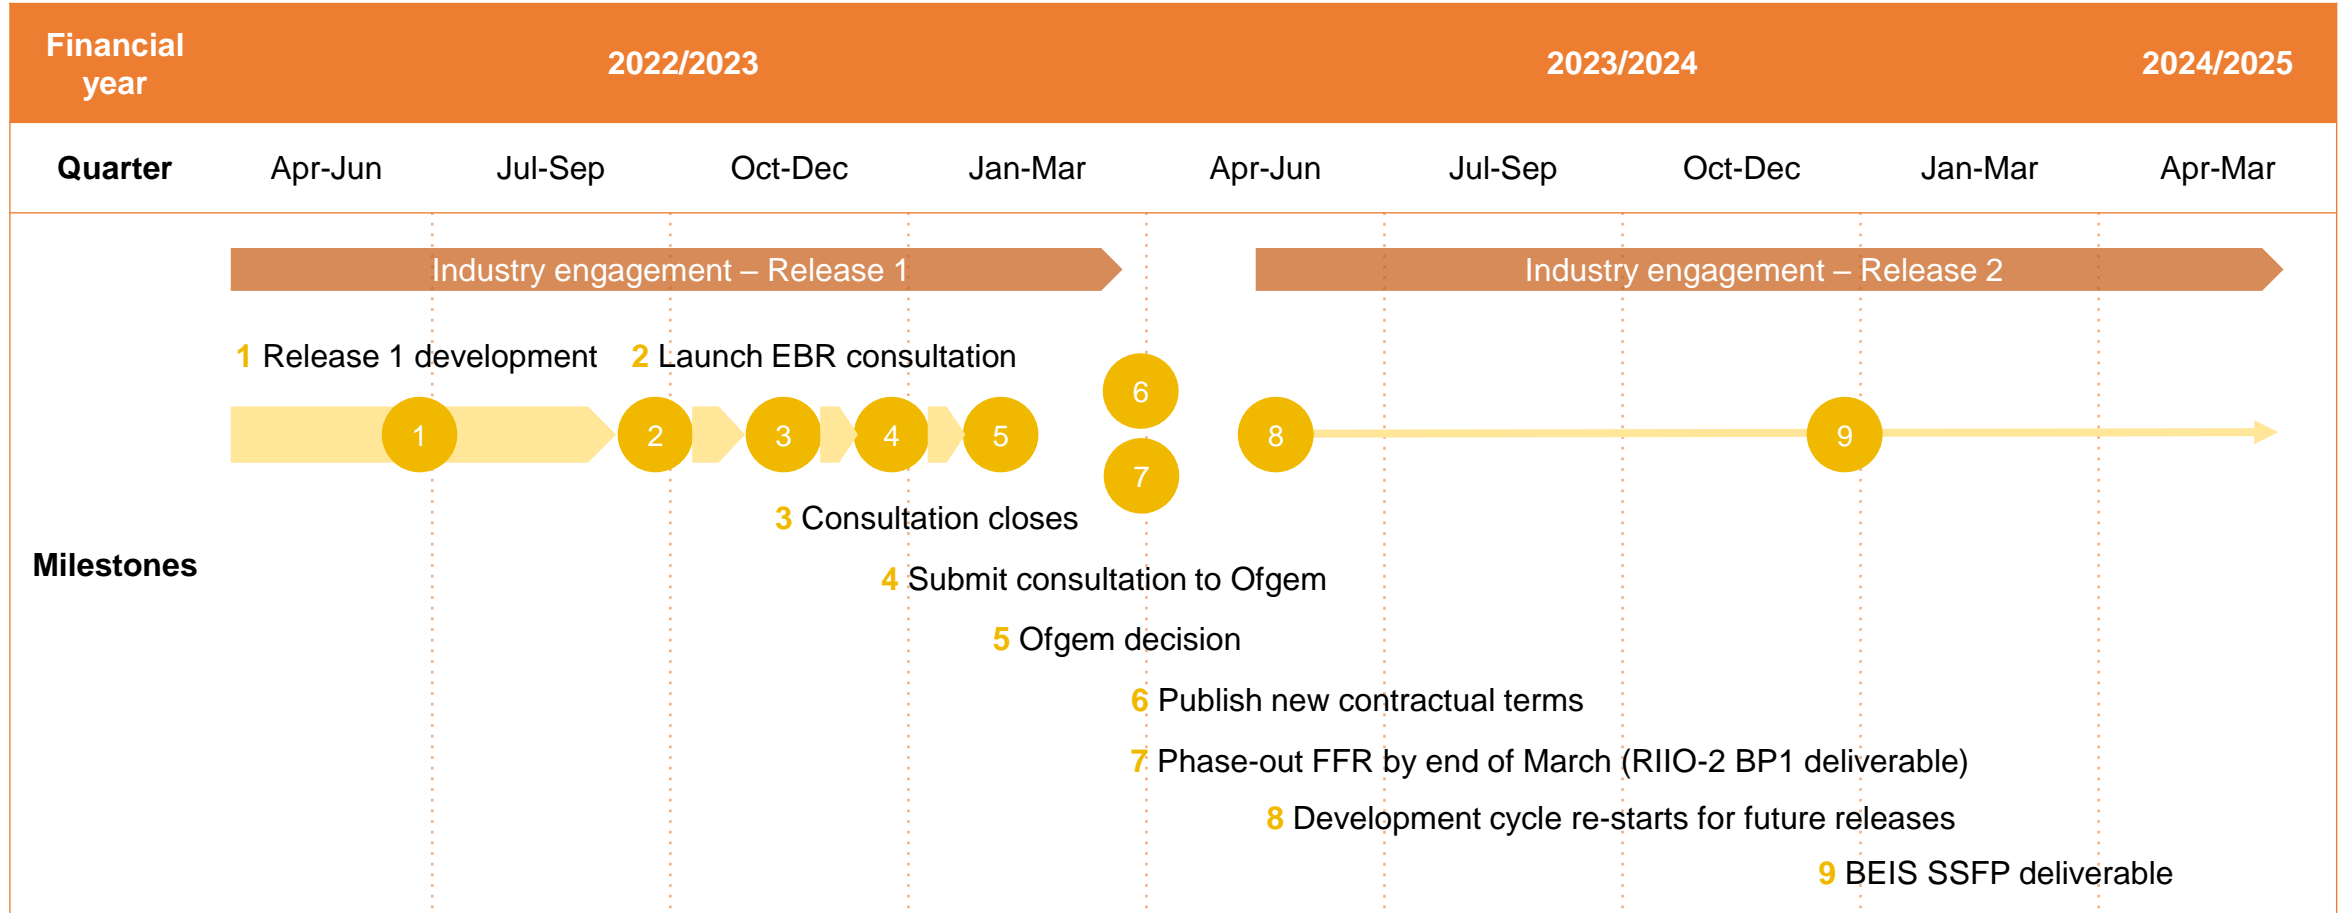 Financial
year
2022/2023
2023/2024
2024/2025
Quarter
Apr-Jun
Jul-Sep
Oct-Dec
Jan-Mar
Apr-Jun
Jul-Sep
Oct-Dec
Jan-Mar
Apr-Mar
Milestones
Industry engagement – Release 1
Industry engagement – Release 2
1 Release 1 development
2 Launch EBR consultation
1
2
3
4
5
6
7
8
9
3 Consultation closes
4 Submit consultation to Ofgem
5 Ofgem decision
6 Publish new contractual terms
7 Phase-out FFR by end of March (RIIO-2 BP1 deliverable)
8 Development cycle re-starts for future releases
9 BEIS SSFP deliverable